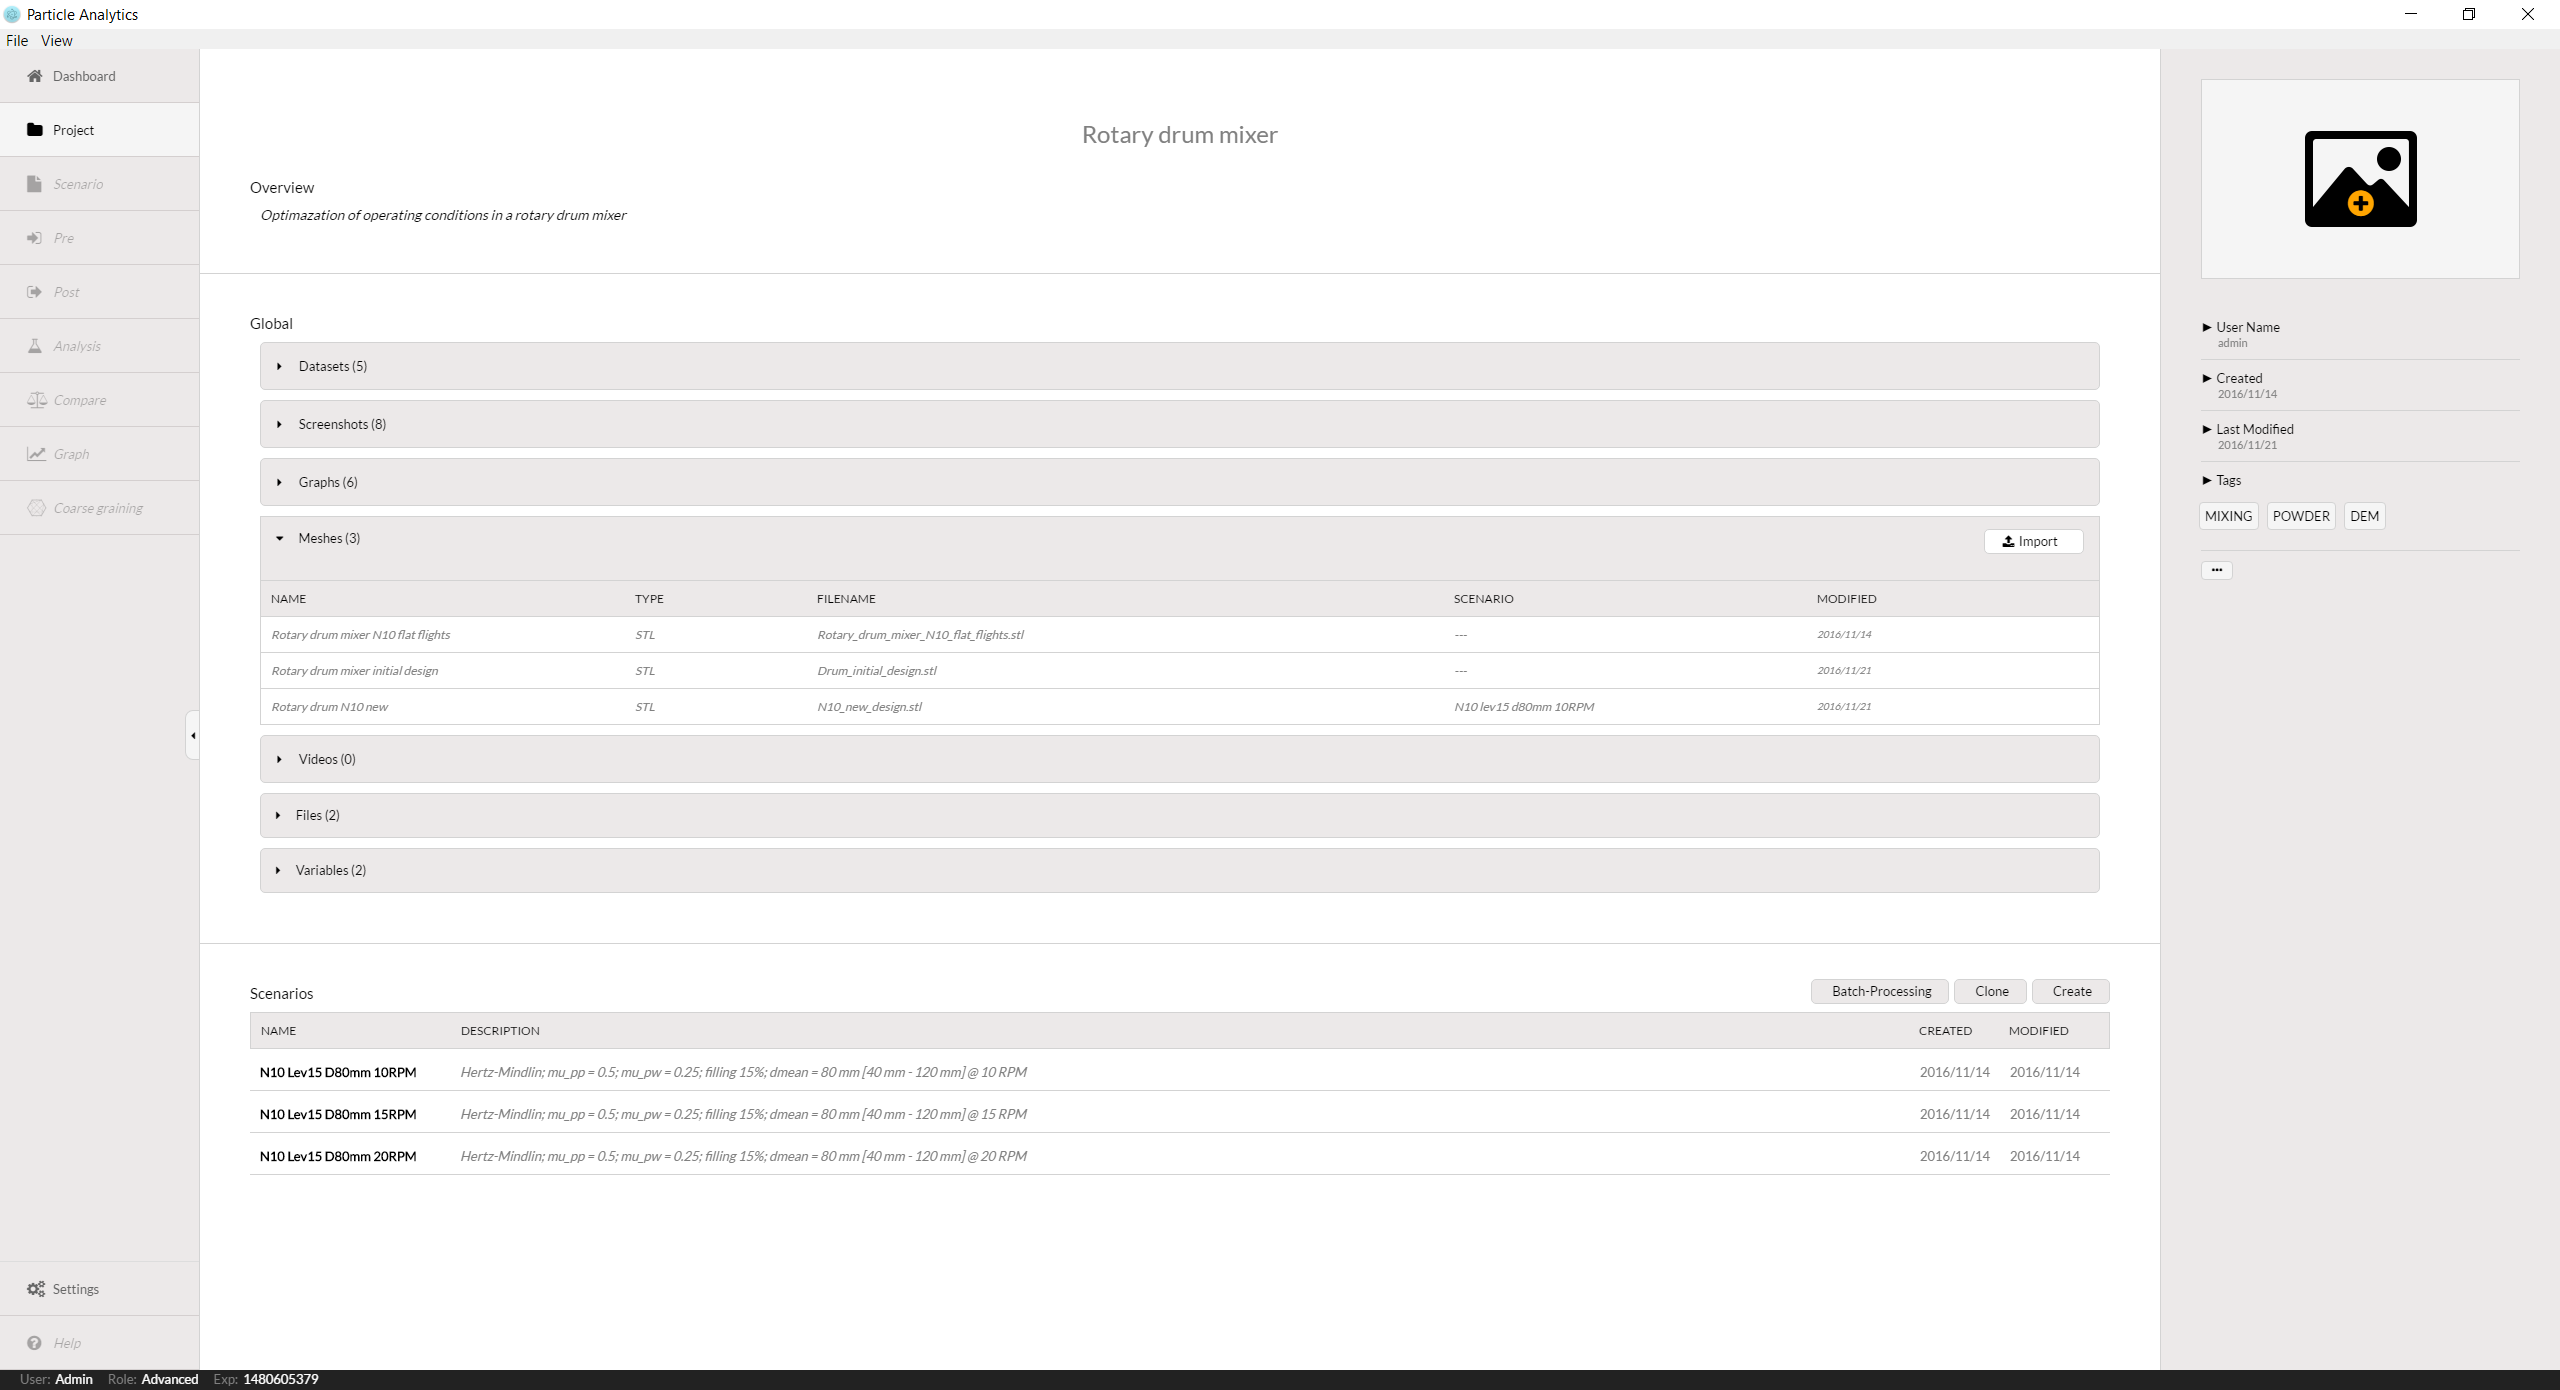 Particle Analytics
File View
Dashboard
Project
Scenario
Pre
Post
Analysis
Compare
Graph
Coarse graining
Settings
Help
Rotary drum mixer
Overview
Optimazation of operating conditions in a rotary drum mixer
Global
Datasets (5)
Screenshots (8)
Graphs (6)
Meshes (3) Import
NAME TYPE FILENAME SCENARIO MODIFIED
Rotary drum mixer N10 flat flights STL Rotary_drum_mixer_N10_flat_flights.stl --- 2016/11/14
Rotary drum mixer initial design STL Drum_initial_design.stl --- 2016/11/21
Rotary drum N10 new STL N10_new_design.stl N10 lev15 d80mm 10RPM 2016/11/21
Videos (0)
Files (2)
Variables (2)
Scenarios Batch-Processing Clone Create
NAME DESCRIPTION CREATED MODIFIED
N10 Lev15 D80mm 10RPM Hertz-Mindlin; mu_pp = 0.5; mu_pw = 0.25; filling 15%; dmean = 80 mm [40 mm - 120 mm] @ 10 RPM 2016/11/14 2016/11/14
N10 Lev15 D80mm 15RPM Hertz-Mindlin; mu_pp = 0.5; mu_pw = 0.25; filling 15%; dmean = 80 mm [40 mm - 120 mm] @ 15 RPM 2016/11/14 2016/11/14
N10 Lev15 D80mm 20RPM Hertz-Mindlin; mu_pp = 0.5; mu_pw = 0.25; filling 15%; dmean = 80 mm [40 mm - 120 mm] @ 20 RPM 2016/11/14 2016/11/14
User Name
admin
Created
2016/11/14
Last Modified
2016/11/21
Tags
MIXING POWDER DEM
•••
User: Admin Role: Advanced Exp: 1480605379